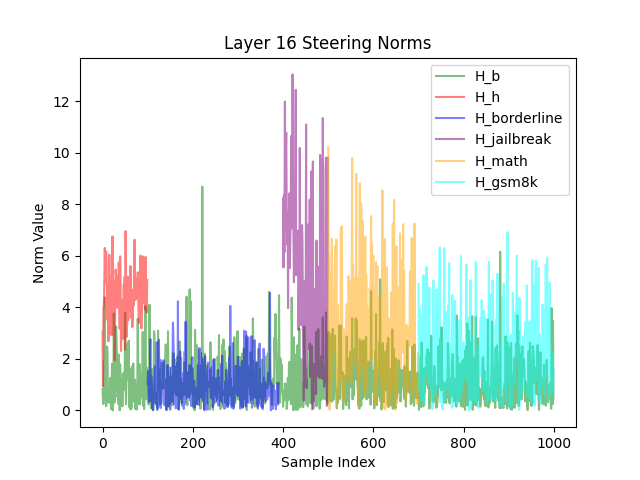 Layer 16 Steering Norms
H_b
H_h
H_borderline
H_jailbreak
H_math
H_gsm8k
Norm Value
12
10
8
6
4
2
0
0 200 400 600 800 1000
Sample Index